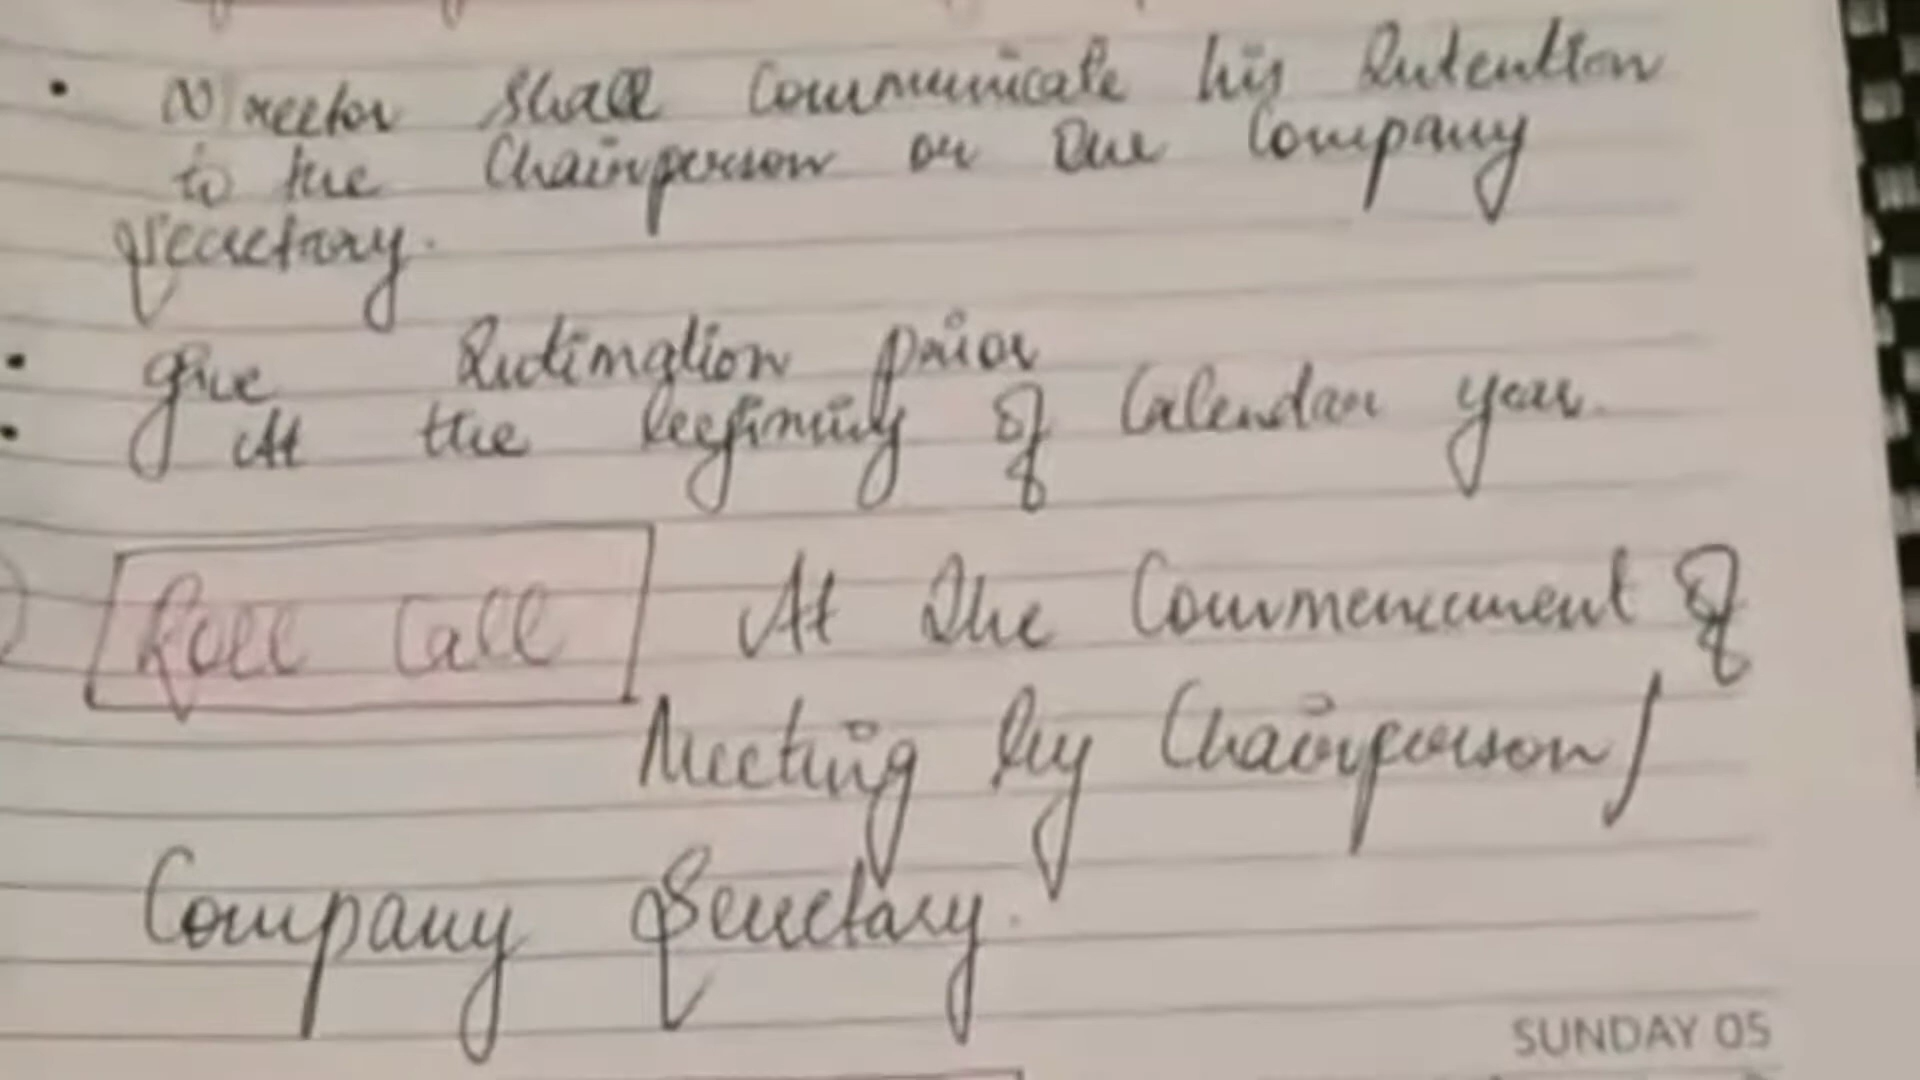 • Director shall Communicate his Intention
to the Chairperson or the Company
Secretary.
• give Intimation prior
• At the begining of Calendar year.
Roll Call At the Commencement of
Meeting by Chairperson /
Company Secretary.
SUNDAY 05